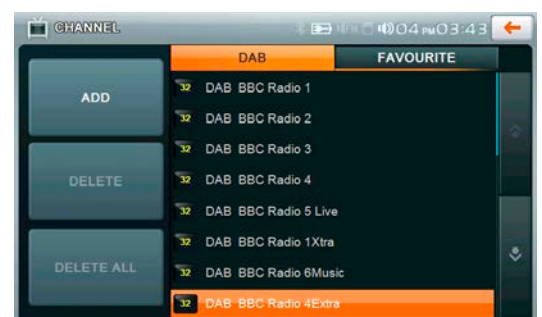 CHANNEL 04 PM03:43
DAB FAVOURITE
ADD
DELETE
DELETE ALL
32 DAB BBC Radio 1
32 DAB BBC Radio 2
32 DAB BBC Radio 3
32 DAB BBC Radio 4
32 DAB BBC Radio 5 Live
32 DAB BBC Radio 1Xtra
32 DAB BBC Radio 6Music
32 DAB BBC Radio 4Extra